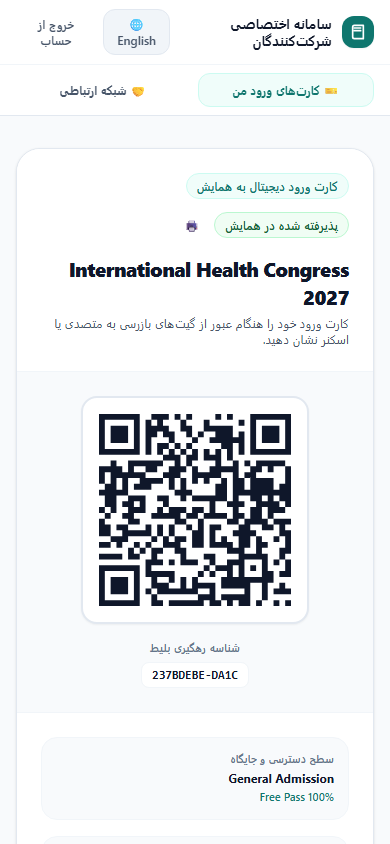 سامانه اختصاصی
شرکت‌کنندگان
English
خروج از
حساب
کارت‌های ورود من
شبکه ارتباطی
کارت ورود دیجیتال به همایش
پذیرفته شده در همایش
International Health Congress
2027
کارت ورود خود را هنگام عبور از گیت‌های بازرسی به متصدی یا
اسکنر نشان دهید.
شناسه رهگیری بلیط
237BDEBE-DA1C
سطح دسترسی و جایگاه
General Admission
Free Pass 100%